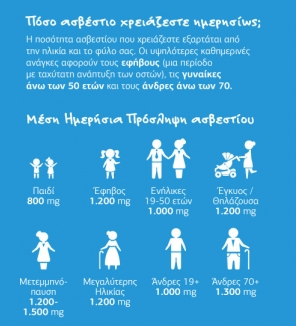 Πόσο ασβέστιο χρειάζεστε ημερησίως;
Η ποσότητα ασβεστίου που χρειάζεστε εξαρτάται από
την ηλικία και το φύλο σας. Οι υψηλότερες καθημερινές
ανάγκες αφορούν τους εφήβους (μια περίοδο
με ταχύτατη ανάπτυξη των οστών), τις γυναίκες
άνω των 50 ετών και τους άνδρες άνω των 70.
Μέση Ημερήσια Πρόσληψη ασβεστίου
Παιδί
800 mg
Έφηβος
1.200 mg
Ενήλικες
19-50 ετών
1.000 mg
Έγκυος /
Θηλάζουσα
1.200 mg
Μετεμμηνό-
παυση
1.200-
1.500 mg
Μεγαλύτερης
Ηλικίας
1.200 mg
Άνδρες 19+
1.000 mg
Άνδρες 70+
1.300 mg